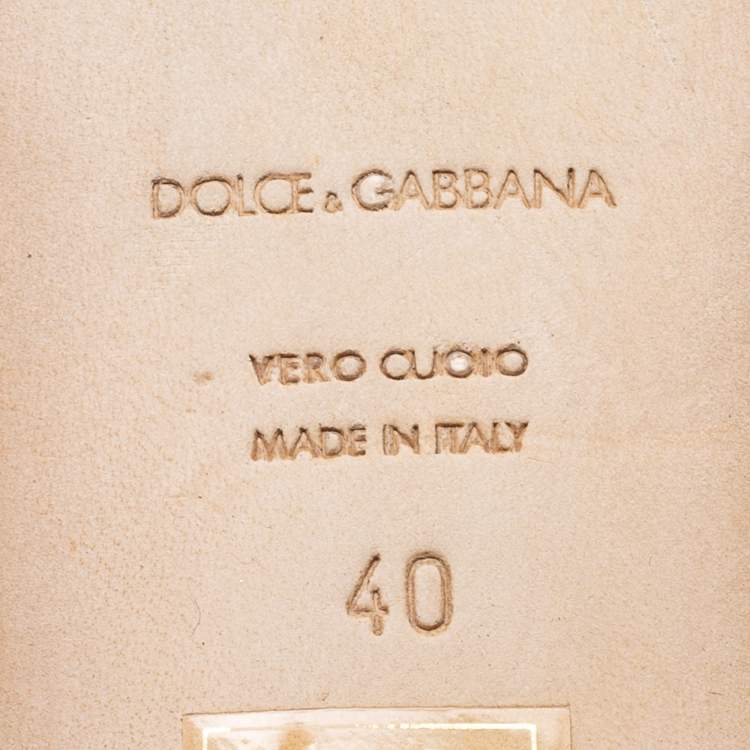 DOLCE & GABBANA
VERO CUOIO
MADE IN ITALY
40